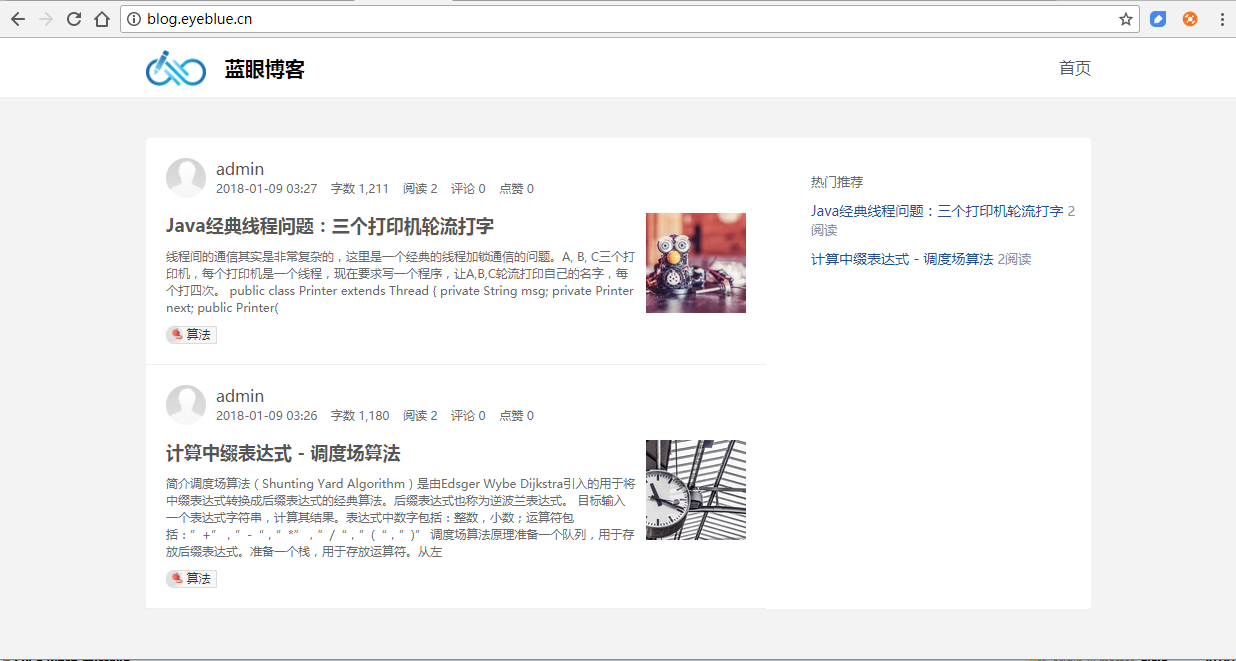 blog.eyeblue.cn
蓝眼博客
首页
admin
2018-01-09 03:27 字数 1,211 阅读 2 评论 0 点赞 0
Java经典线程问题：三个打印机轮流打字
线程间的通信其实是非常复杂的，这里是一个经典的线程加锁通信的问题。A, B, C三个打
印机，每个打印机是一个线程，现在要求写一个程序，让A,B,C轮流打印自己的名字，每
个打四次。 public class Printer extends Thread { private String msg; private Printer
next; public Printer(
算法
admin
2018-01-09 03:26 字数 1,180 阅读 2 评论 0 点赞 0
计算中缀表达式 - 调度场算法
简介调度场算法（Shunting Yard Algorithm）是由Edsger Wybe Dijkstra引入的用于将
中缀表达式转换成后缀表达式的经典算法。后缀表达式也称为逆波兰表达式。 目标输入
一个表达式字符串，计算其结果。表达式中数字包括：整数，小数；运算符包
括：”+”，”-“，”*”，”/“，”(“，”)” 调度场算法原理准备一个队列，用于存
放后缀表达式。准备一个栈，用于存放运算符。从左
算法
热门推荐
Java经典线程问题：三个打印机轮流打字 2
阅读
计算中缀表达式 - 调度场算法 2阅读